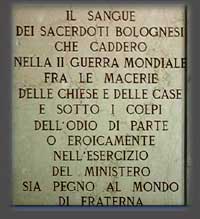 IL SANGUE
DEI SACERDOTI BOLOGNESI
CHE CADDERO
NELLA II GUERRA MONDIALE
FRA LE MACERIE
DELLE CHIESE E DELLE CASE
E SOTTO I COLPI
DELL'ODIO DI PARTE
O EROICAMENTE
NELL'ESERCIZIO
DEL MINISTERO
SIA PEGNO AL MONDO
DI FRATERNA